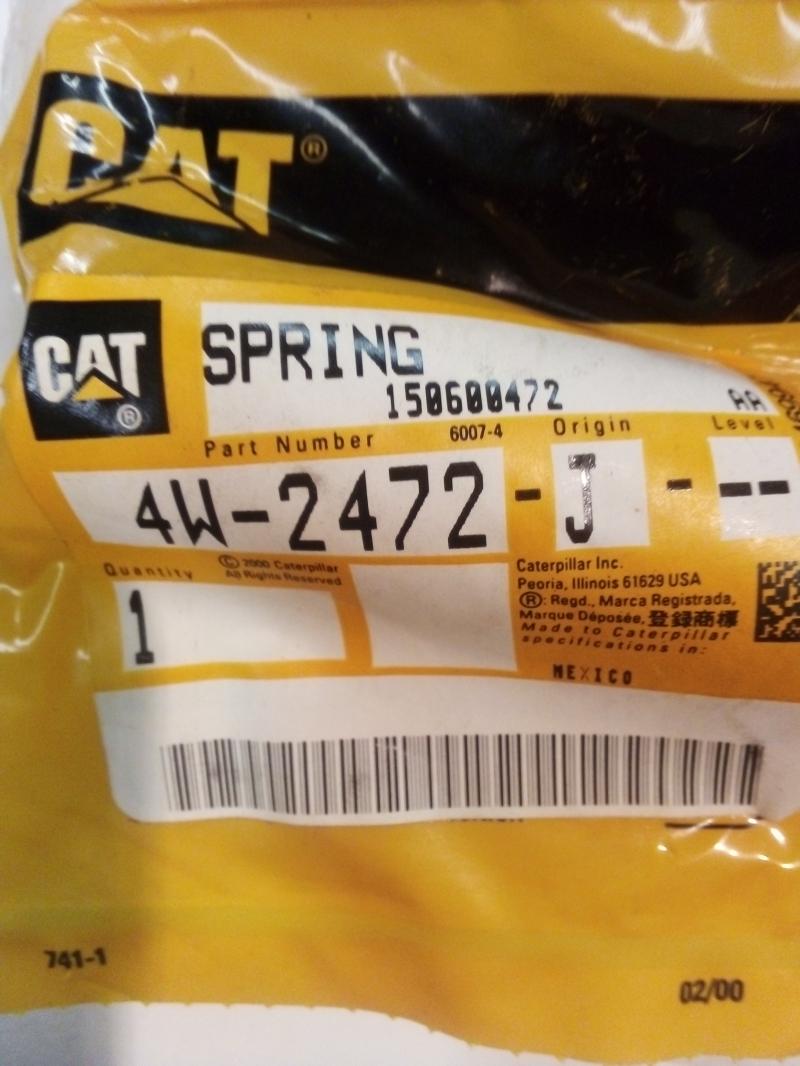 CAT®
CAT®
SPRING
150600472 AA
Part Number 6007-4 Origin Level
4W-2472 - J - --
Quantity © 2000 Caterpillar
All Rights Reserved
1
Caterpillar Inc.
Peoria, Illinois 61629 USA
®: Regd., Marca Registrada,
Marque Déposée, 登録商標
Made to Caterpillar
specifications in:
MEXICO
741-1
02/00